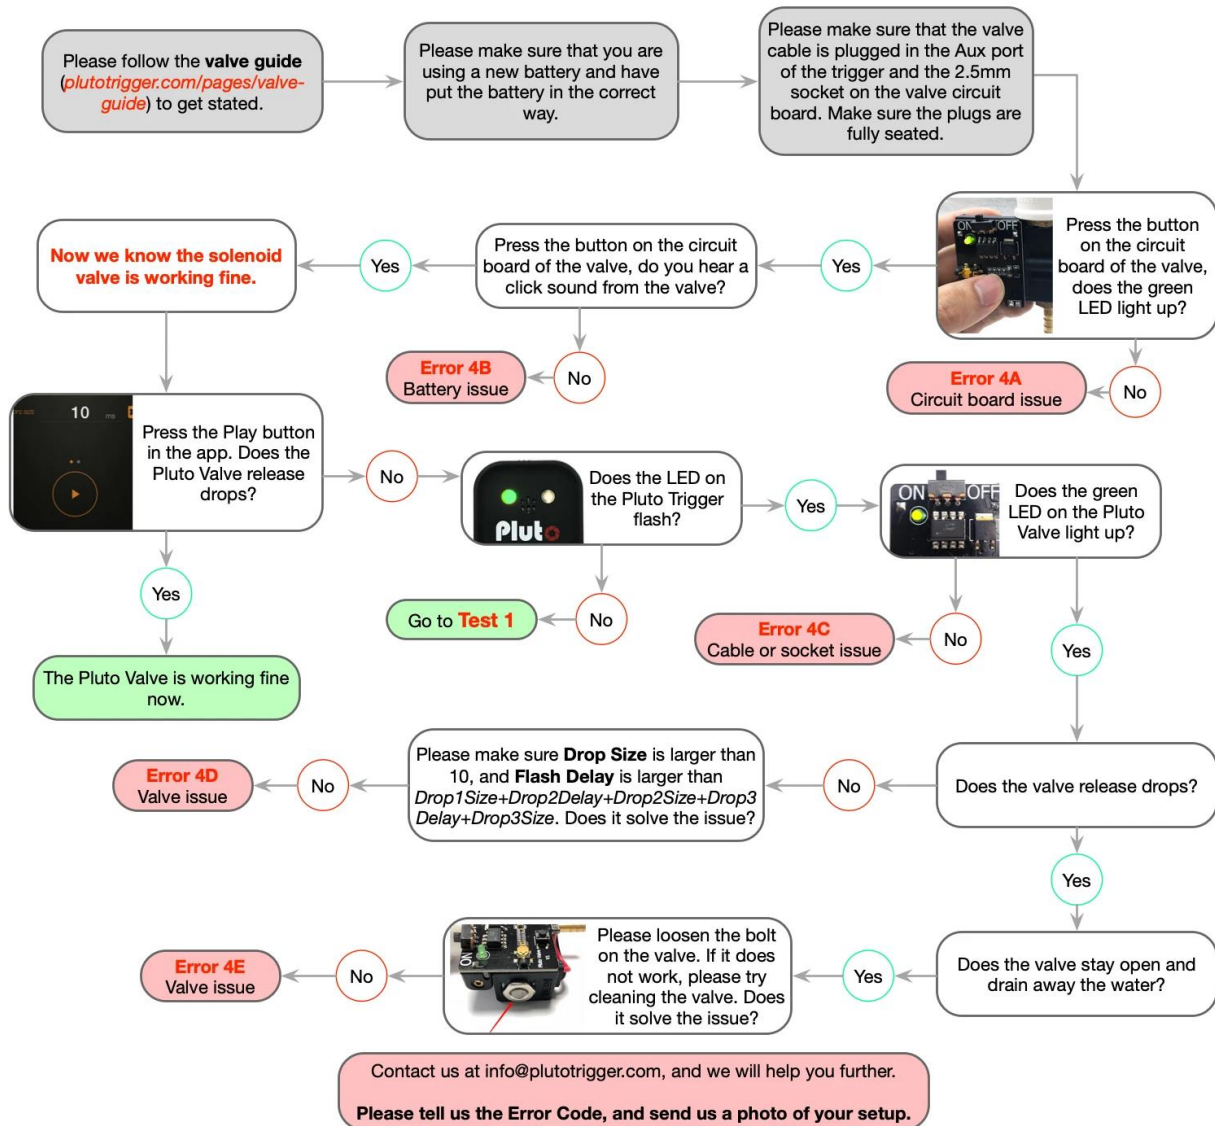 Please follow the valve guide
(plutotrigger.com/pages/valve-
guide) to get stated.
Please make sure that you are
using a new battery and have
put the battery in the correct
way.
Please make sure that the valve
cable is plugged in the Aux port
of the trigger and the 2.5mm
socket on the valve circuit
board. Make sure the plugs are
fully seated.
ON
OFF
Press the button
on the circuit
board of the valve,
does the green
LED light up?
Yes
No
Error 4A
Circuit board issue
Press the button on the circuit
board of the valve, do you hear a
click sound from the valve?
Yes
No
Error 4B
Battery issue
Now we know the solenoid
valve is working fine.
10 ms
Press the Play button
in the app. Does the
Pluto Valve release
drops?
No
Yes
The Pluto Valve is working fine
now.
Pluto
Does the LED on
the Pluto Trigger
flash?
Yes
No
Go to Test 1
ON
OFF
Does the green
LED on the Pluto
Valve light up?
No
Error 4C
Cable or socket issue
Yes
Does the valve release drops?
No
Please make sure Drop Size is larger than
10, and Flash Delay is larger than
Drop1Size+Drop2Delay+Drop2Size+Drop3
Delay+Drop3Size. Does it solve the issue?
No
Error 4D
Valve issue
Yes
Does the valve stay open and
drain away the water?
Yes
ON
Please loosen the bolt
on the valve. If it does
not work, please try
cleaning the valve. Does
it solve the issue?
No
Error 4E
Valve issue
Contact us at info@plutotrigger.com, and we will help you further.
Please tell us the Error Code, and send us a photo of your setup.